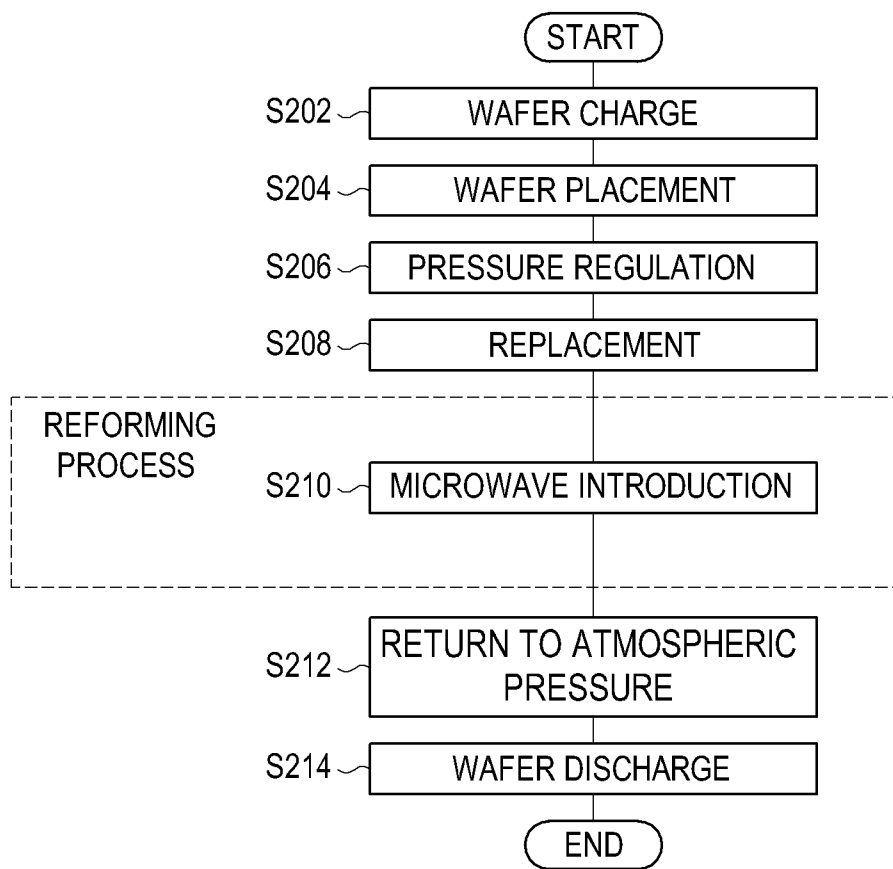 START
S202 WAFER CHARGE
S204 WAFER PLACEMENT
S206 PRESSURE REGULATION
S208 REPLACEMENT
REFORMING
PROCESS
S210 MICROWAVE INTRODUCTION
S212 RETURN TO ATMOSPHERIC
PRESSURE
S214 WAFER DISCHARGE
END